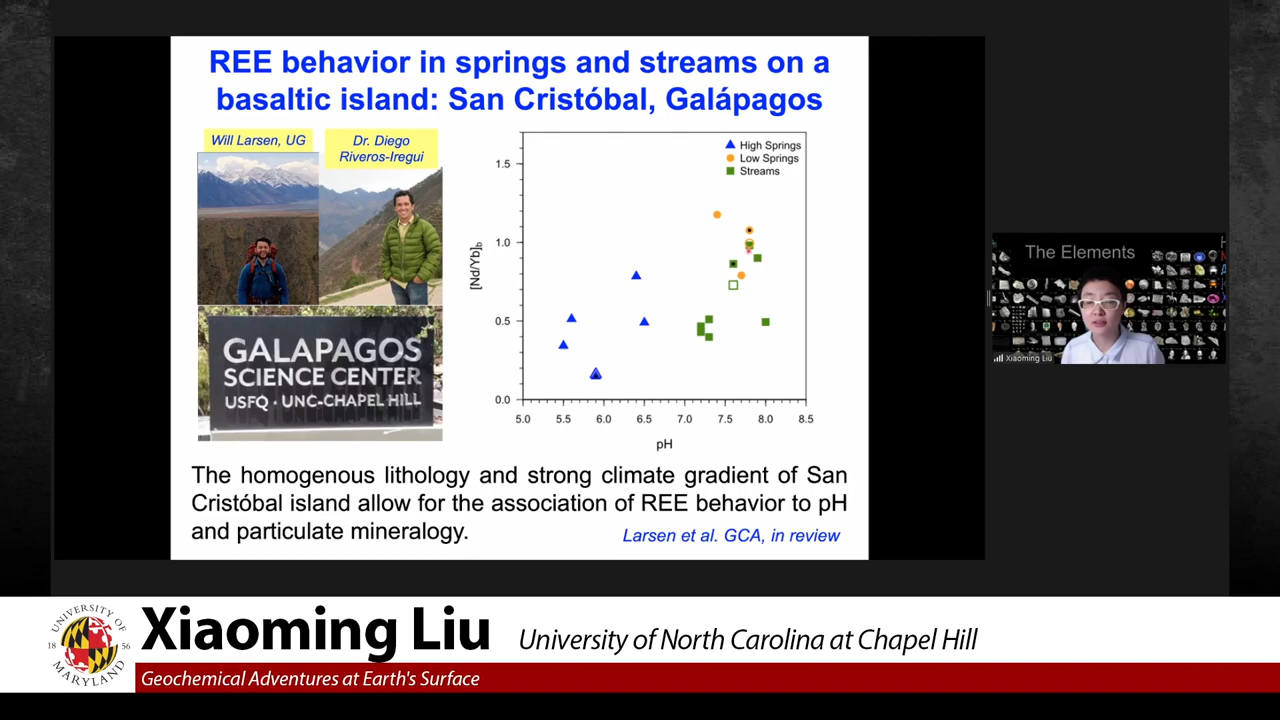 REE behavior in springs and streams on a
basaltic island: San Cristóbal, Galápagos
Will Larsen, UG
Dr. Diego
Riveros-Iregui
GALAPAGOS
SCIENCE CENTER
USFQ · UNC-CHAPEL HILL
[Nd/Yb]b
1.5
1.0
0.5
0.0
High Springs
Low Springs
Streams
5.0 5.5 6.0 6.5 7.0 7.5 8.0 8.5
pH
The homogenous lithology and strong climate gradient of San
Cristóbal island allow for the association of REE behavior to pH
and particulate mineralogy.
Larsen et al. GCA, in review
The Elements
Xiaoming Liu
UNIVERSITY OF
18 56
MARYLAND
Xiaoming Liu
University of North Carolina at Chapel Hill
Geochemical Adventures at Earth's Surface